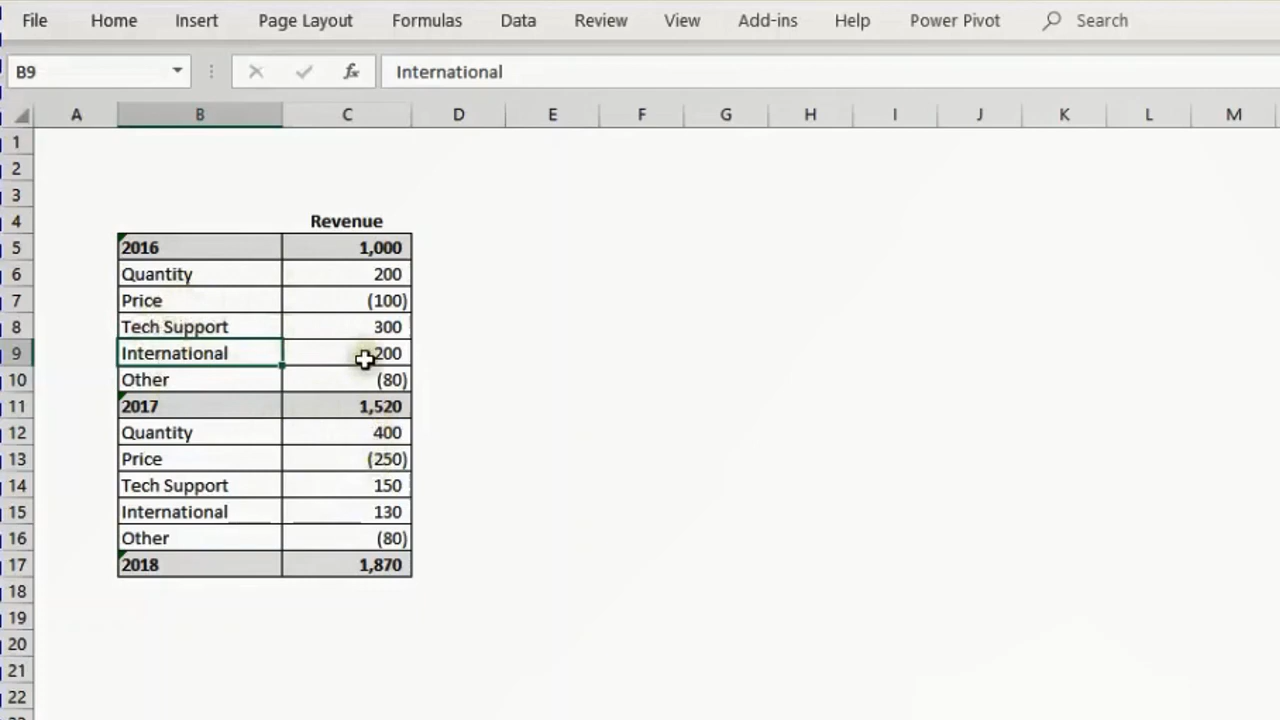 File Home Insert Page Layout Formulas Data Review View Add-ins Help Power Pivot Search
B9 fx International
A B C D E F G H I J K L M
1
2
3
4 Revenue
5 2016 1,000
6 Quantity 200
7 Price (100)
8 Tech Support 300
9 International 200
10 Other (80)
11 2017 1,520
12 Quantity 400
13 Price (250)
14 Tech Support 150
15 International 130
16 Other (80)
17 2018 1,870
18
19
20
21
22